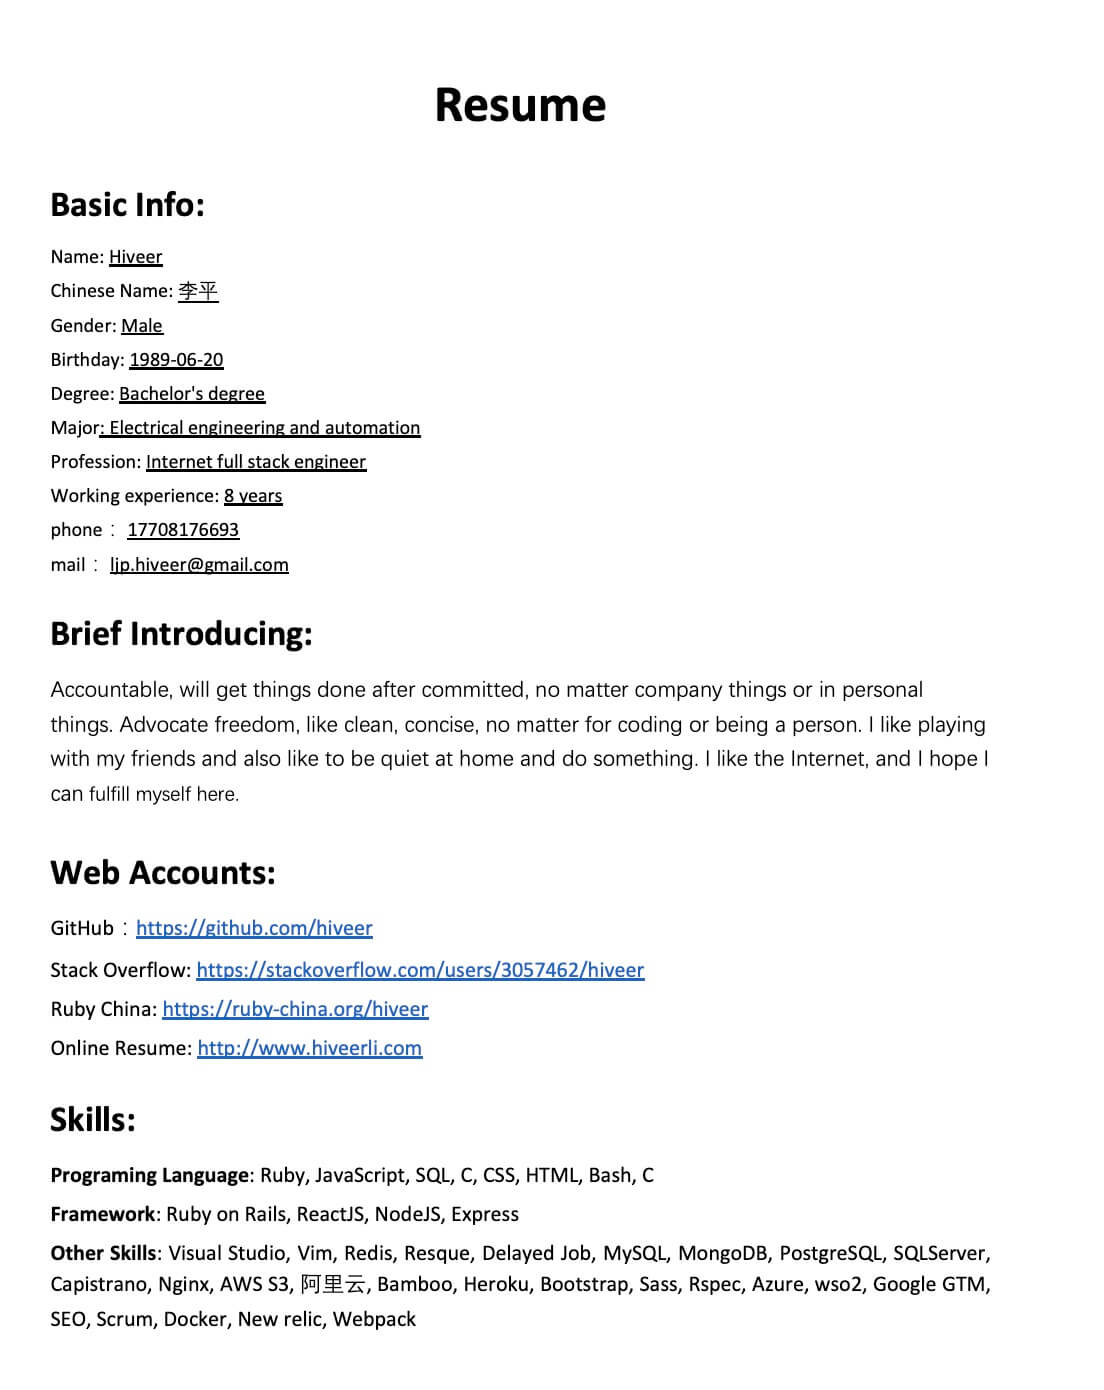 Resume
Basic Info:
Name: Hiveer
Chinese Name: 李平
Gender: Male
Birthday: 1989-06-20
Degree: Bachelor's degree
Major: Electrical engineering and automation
Profession: Internet full stack engineer
Working experience: 8 years
phone： 17708176693
mail： ljp.hiveer@gmail.com
Brief Introducing:
Accountable, will get things done after committed, no matter company things or in personal
things. Advocate freedom, like clean, concise, no matter for coding or being a person. I like playing
with my friends and also like to be quiet at home and do something. I like the Internet, and I hope I
can fulfill myself here.
Web Accounts:
GitHub：https://github.com/hiveer
Stack Overflow: https://stackoverflow.com/users/3057462/hiveer
Ruby China: https://ruby-china.org/hiveer
Online Resume: http://www.hiveerli.com
Skills:
Programing Language: Ruby, JavaScript, SQL, C, CSS, HTML, Bash, C
Framework: Ruby on Rails, ReactJS, NodeJS, Express
Other Skills: Visual Studio, Vim, Redis, Resque, Delayed Job, MySQL, MongoDB, PostgreSQL, SQLServer,
Capistrano, Nginx, AWS S3, 阿里云, Bamboo, Heroku, Bootstrap, Sass, Rspec, Azure, wso2, Google GTM,
SEO, Scrum, Docker, New relic, Webpack